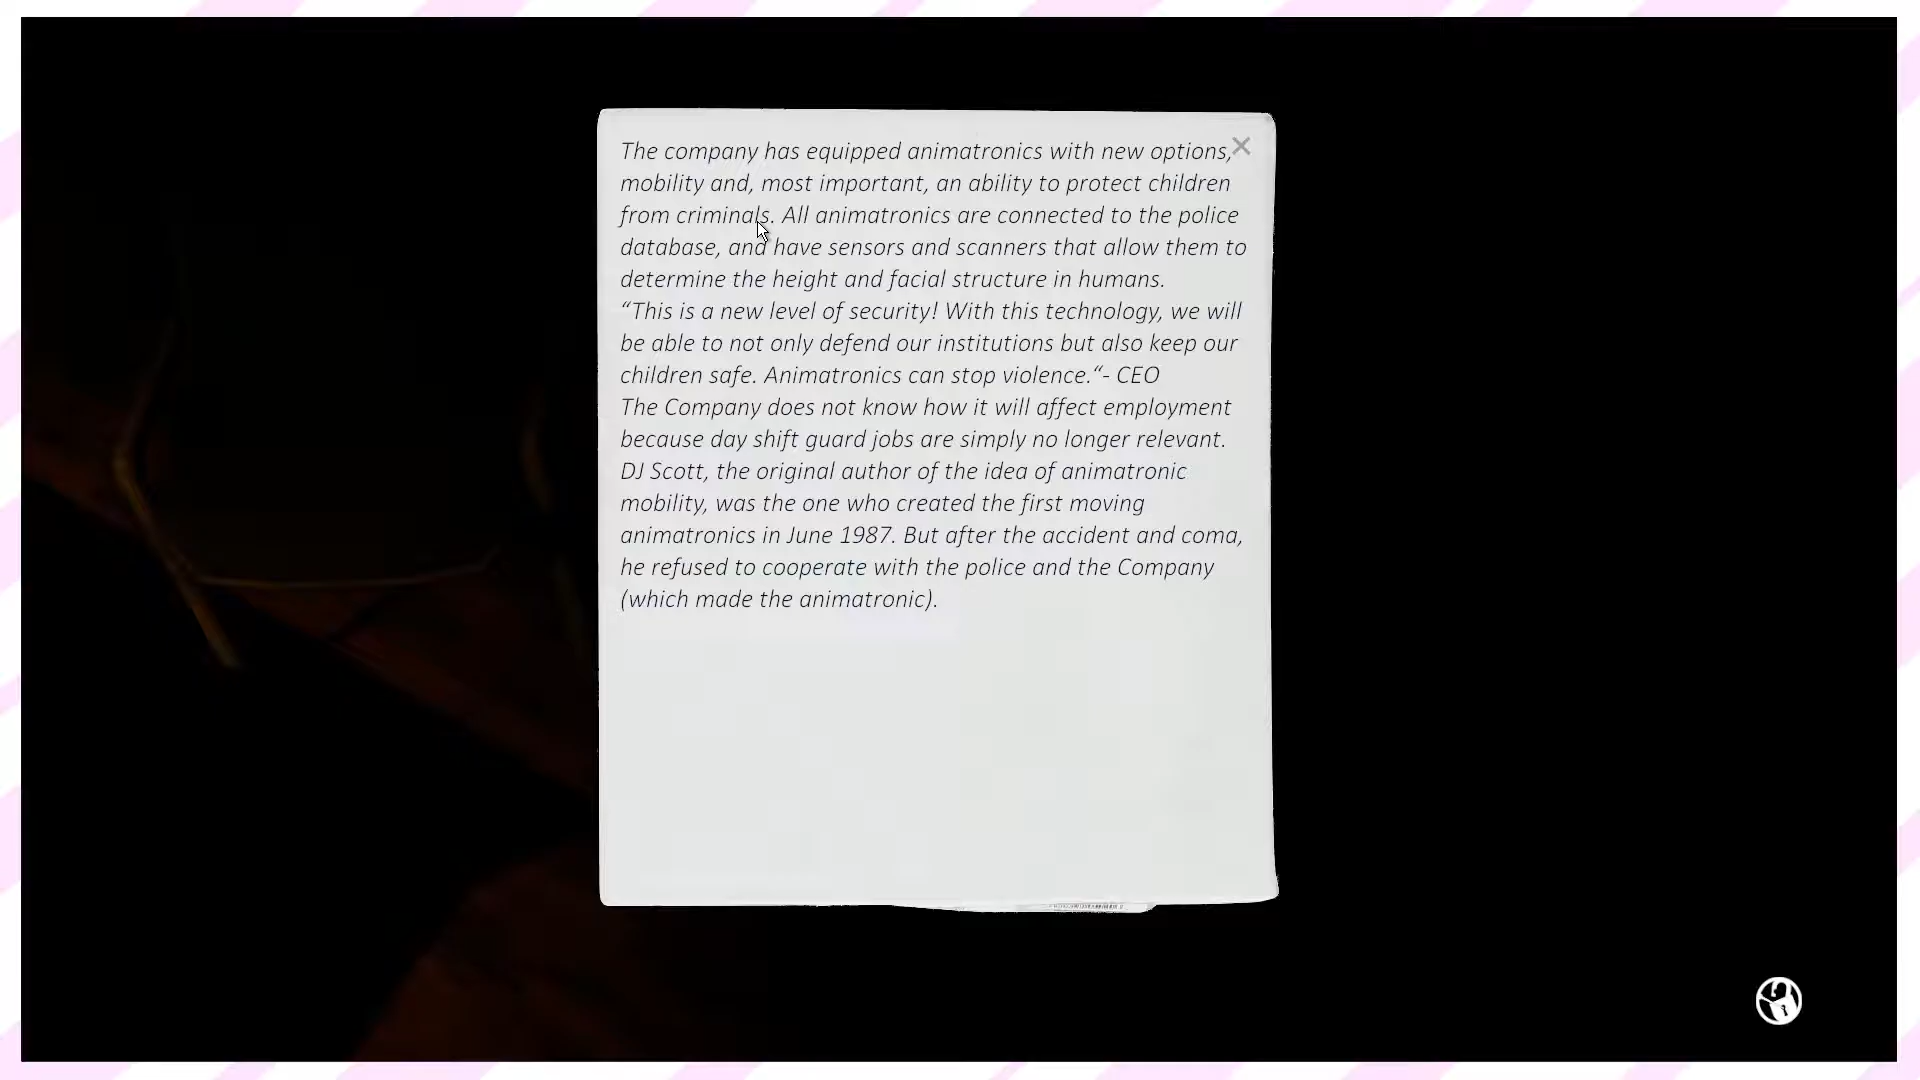 The company has equipped animatronics with new options,
mobility and, most important, an ability to protect children
from criminals. All animatronics are connected to the police
database, and have sensors and scanners that allow them to
determine the height and facial structure in humans.
“This is a new level of security! With this technology, we will
be able to not only defend our institutions but also keep our
children safe. Animatronics can stop violence.“- CEO
The Company does not know how it will affect employment
because day shift guard jobs are simply no longer relevant.
DJ Scott, the original author of the idea of animatronic
mobility, was the one who created the first moving
animatronics in June 1987. But after the accident and coma,
he refused to cooperate with the police and the Company
(which made the animatronic).